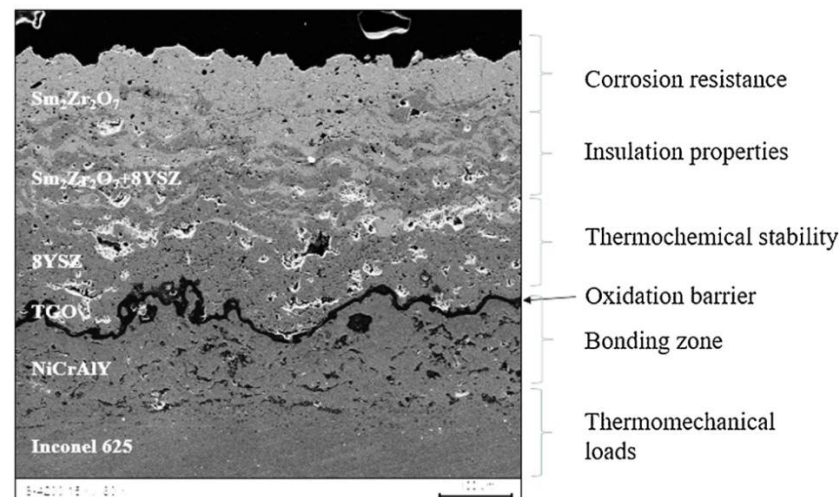 Sm₂Zr₂O₇
Sm₂Zr₂O₇+8YSZ
8YSZ
TGO
NiCrAlY
Inconel 625
Corrosion resistance
Insulation properties
Thermochemical stability
Oxidation barrier
Bonding zone
Thermomechanical
loads